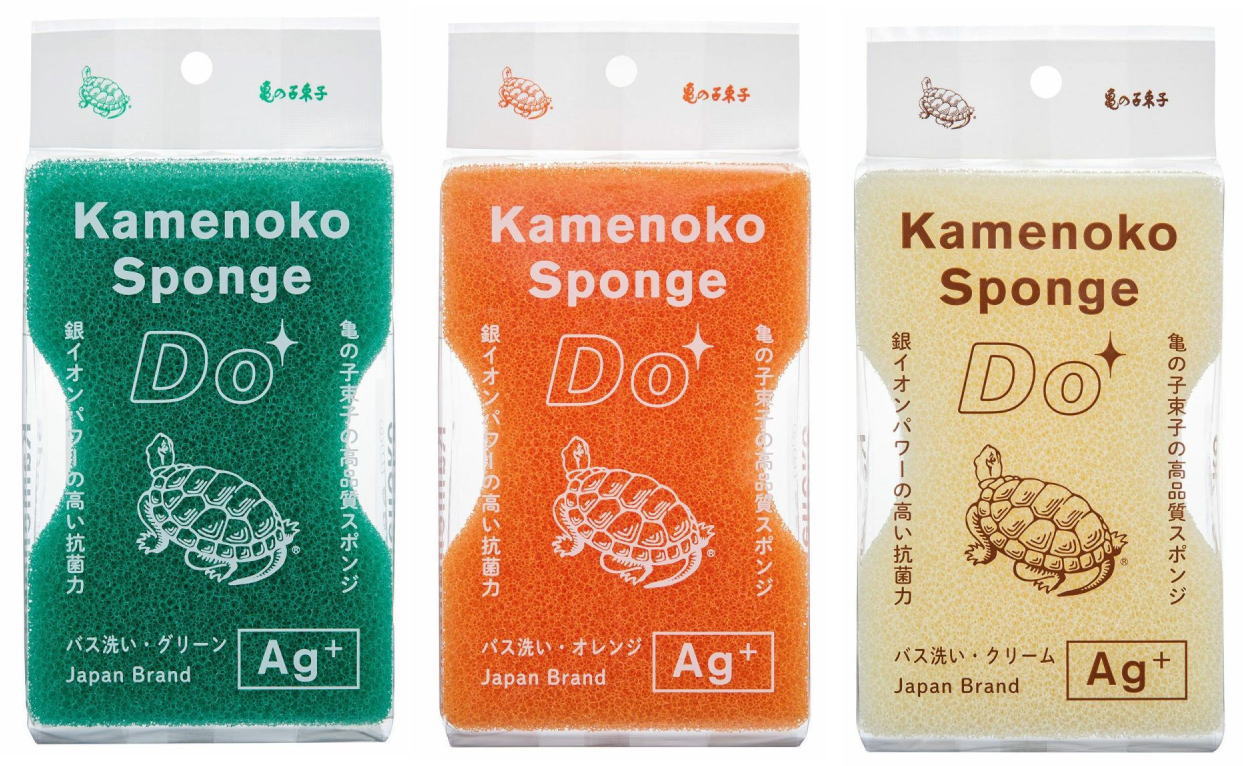 亀の子束子
Kamenoko
Sponge
Do
銀イオンパワーの高い抗菌力
亀の子束子の高品質スポンジ
®
バス洗い・グリーン
Japan Brand
Ag+
亀の子束子
Kamenoko
Sponge
Do
銀イオンパワーの高い抗菌力
亀の子束子の高品質スポンジ
®
バス洗い・オレンジ
Japan Brand
Ag+
亀の子束子
Kamenoko
Sponge
Do
銀イオンパワーの高い抗菌力
亀の子束子の高品質スポンジ
®
バス洗い・クリーム
Japan Brand
Ag+